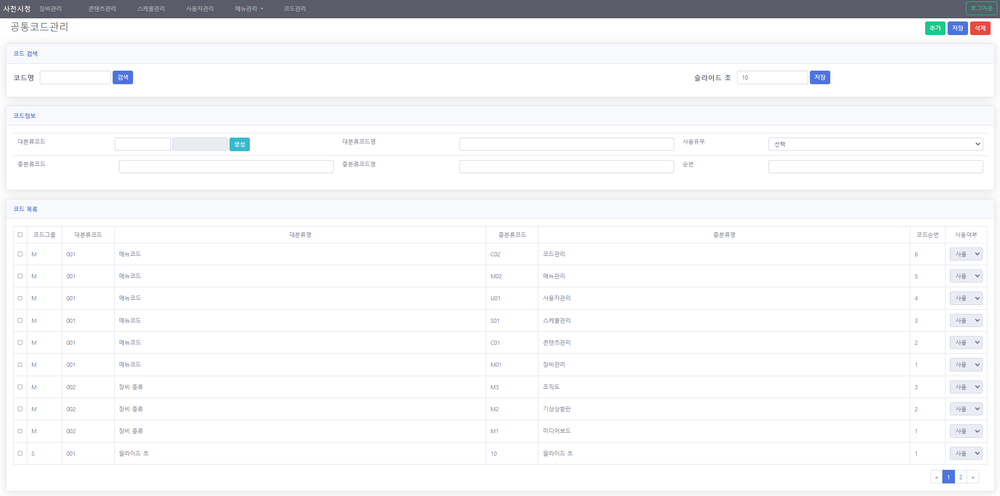 사천시청 장비관리 콘텐츠관리 스케줄관리 사용자관리 메뉴관리 코드관리 로그아웃
공통코드관리 추가 저장 삭제
코드 검색
코드명 검색 슬라이드 초 10 저장
코드정보
대분류코드 생성 대분류코드명 사용유무 선택
중분류코드 중분류코드명 순번
코드 목록
코드그룹 대분류코드 대분류명 중분류코드 중분류명 코드순번 사용여부
M 001 메뉴코드 C02 코드관리 6 사용
M 001 메뉴코드 M02 메뉴관리 5 사용
M 001 메뉴코드 U01 사용자관리 4 사용
M 001 메뉴코드 S01 스케줄관리 3 사용
M 001 메뉴코드 C01 콘텐츠관리 2 사용
M 001 메뉴코드 M01 장비관리 1 사용
M 002 장비 종류 M3 조직도 3 사용
M 002 장비 종류 M2 기상상황판 2 사용
M 002 장비 종류 M1 미디어보드 1 사용
S 001 슬라이드 초 10 슬라이드 초 1 사용
« 1 2 »